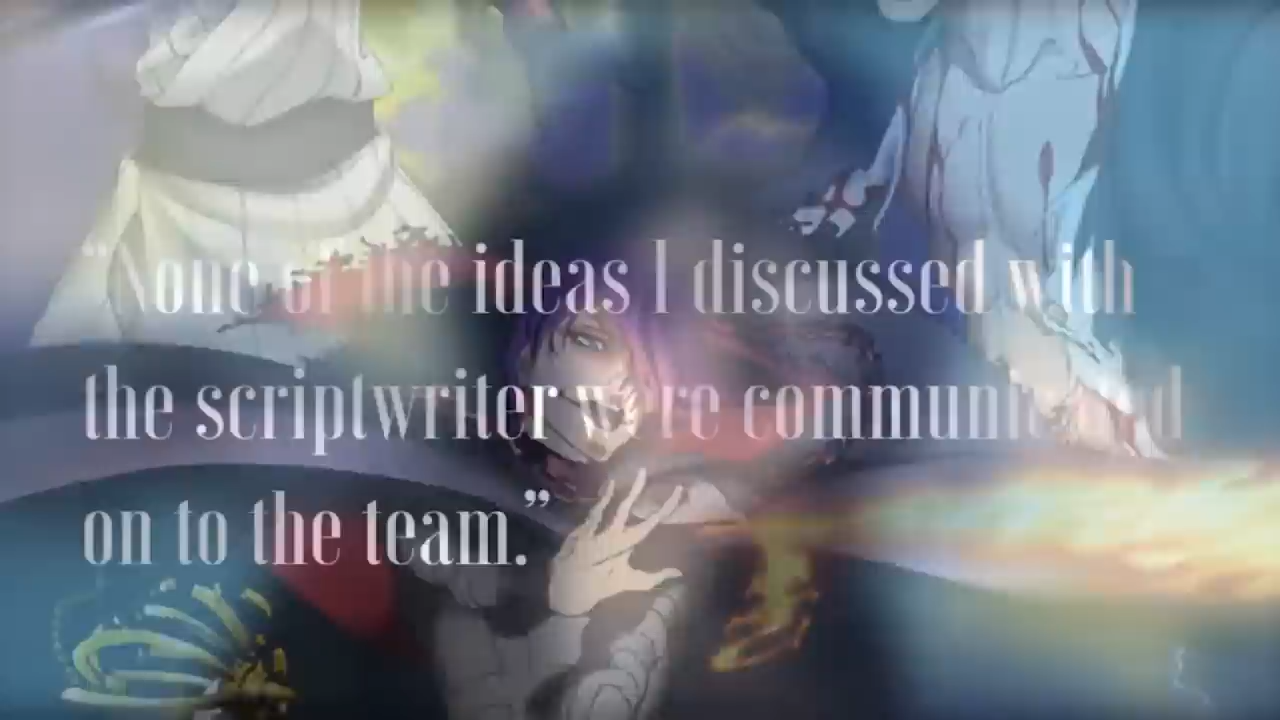 “None of the ideas I discussed with
the scriptwriter were communicated
on to the team.”